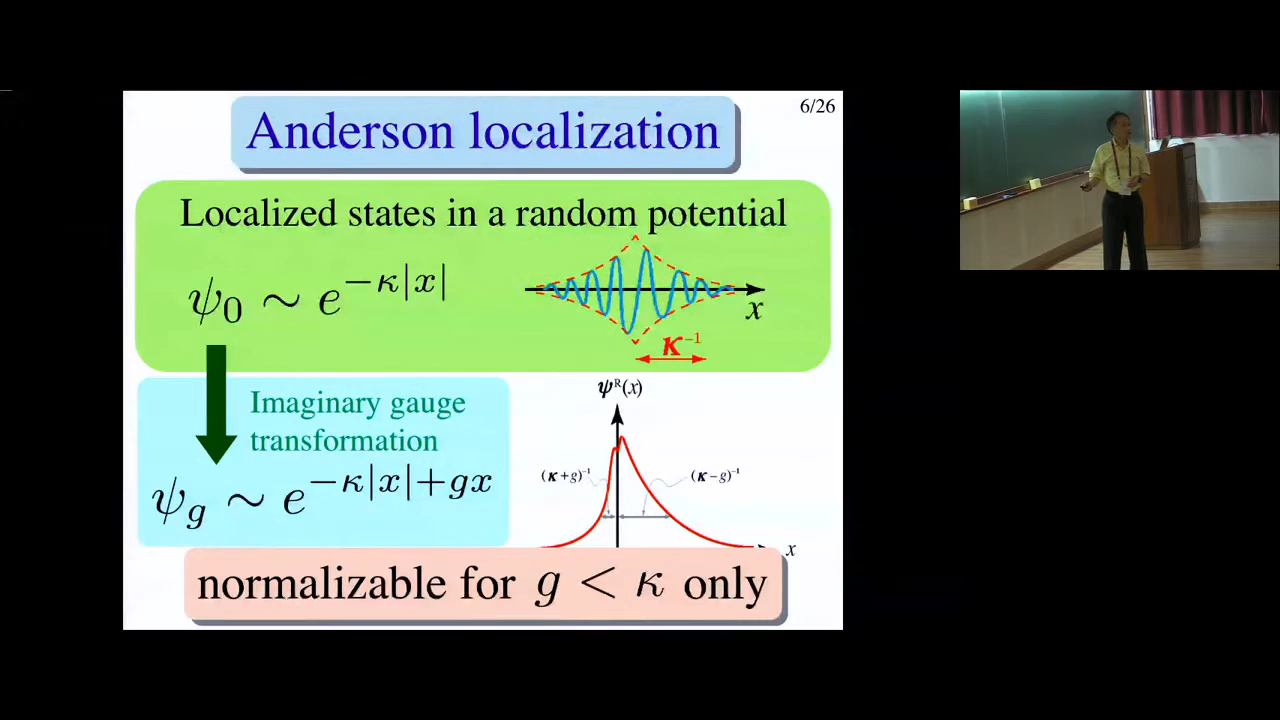 6/26
Anderson localization
Localized states in a random potential
ψ₀ ~ e^{−κ|x|}
x
κ⁻¹
Imaginary gauge
transformation
ψ_g ~ e^{−κ|x|+gx}
ψᴿ(x)
(κ+g)⁻¹
(κ−g)⁻¹
x
normalizable for g < κ only